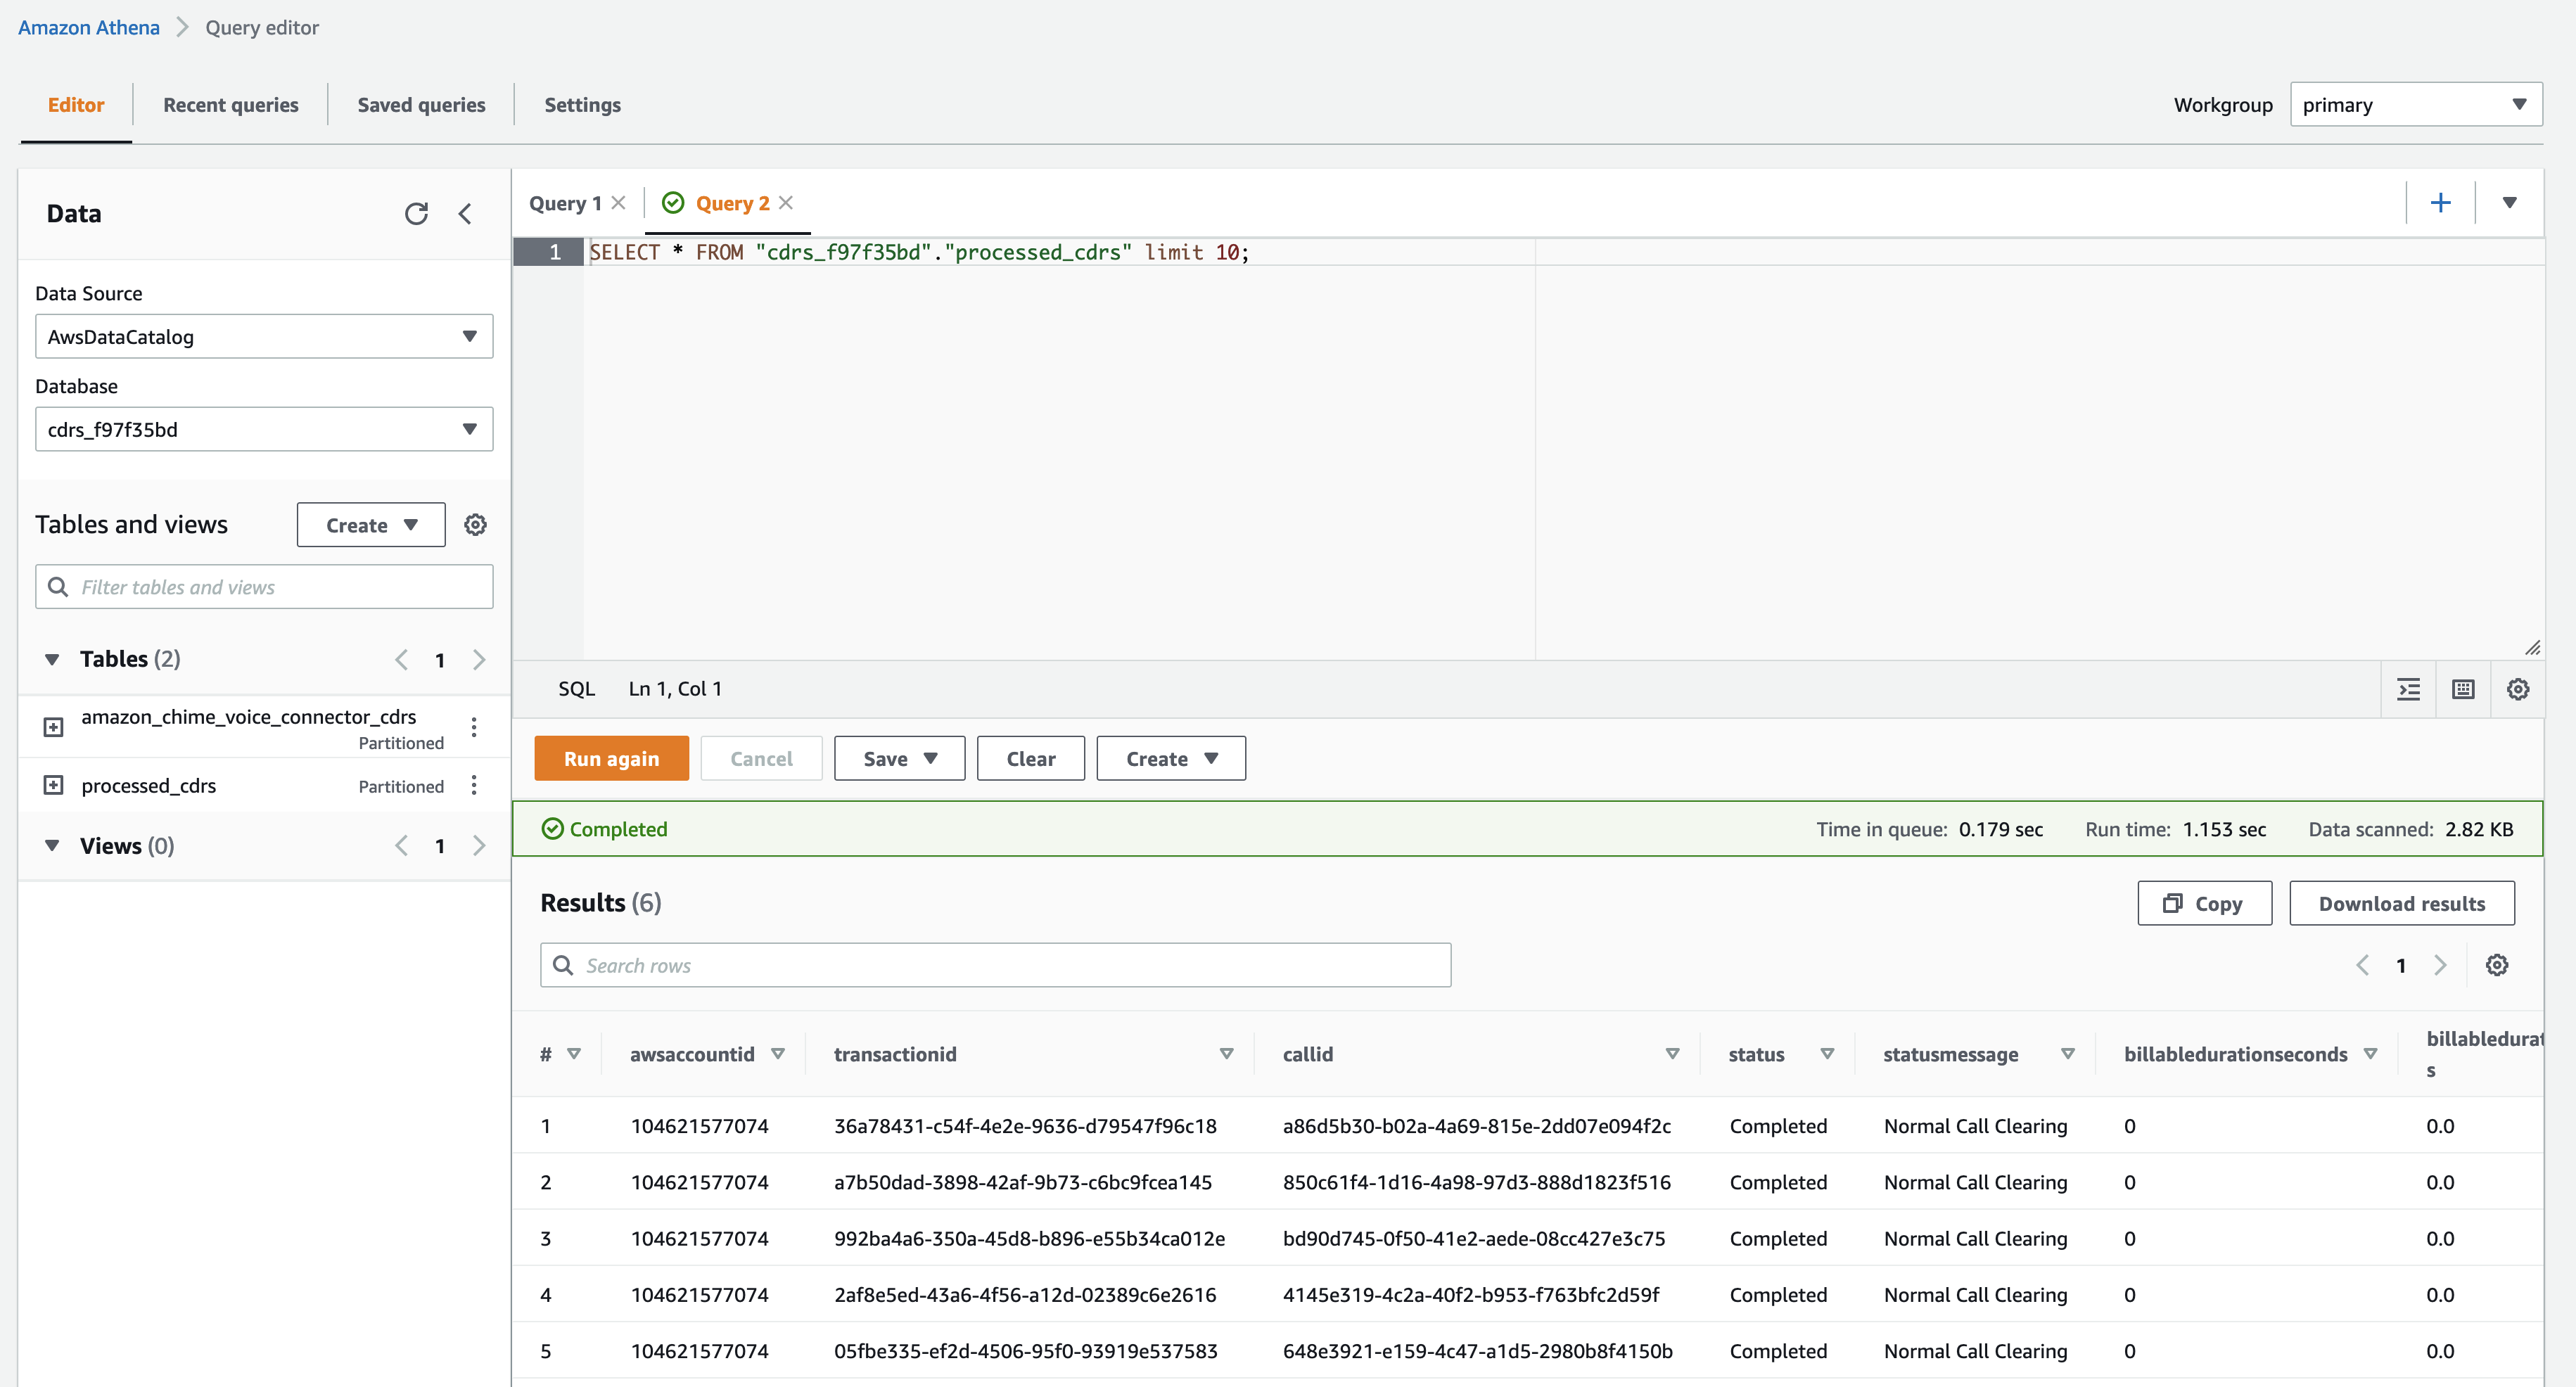 Amazon Athena > Query editor
Editor Recent queries Saved queries Settings
Workgroup primary
Data
Data Source
AwsDataCatalog
Database
cdrs_f97f35bd
Tables and views Create
Filter tables and views
Tables (2) 1
amazon_chime_voice_connector_cdrs
Partitioned
processed_cdrs Partitioned
Views (0) 1
Query 1 Query 2
1 SELECT * FROM "cdrs_f97f35bd"."processed_cdrs" limit 10;
SQL Ln 1, Col 1
Run again Cancel Save Clear Create
Completed Time in queue: 0.179 sec Run time: 1.153 sec Data scanned: 2.82 KB
Results (6) Copy Download results
Search rows 1
# awsaccountid transactionid callid status statusmessage billabledurationseconds billabledurat
s
1 104621577074 36a78431-c54f-4e2e-9636-d79547f96c18 a86d5b30-b02a-4a69-815e-2dd07e094f2c Completed Normal Call Clearing 0 0.0
2 104621577074 a7b50dad-3898-42af-9b73-c6bc9fcea145 850c61f4-1d16-4a98-97d3-888d1823f516 Completed Normal Call Clearing 0 0.0
3 104621577074 992ba4a6-350a-45d8-b896-e55b34ca012e bd90d745-0f50-41e2-aede-08cc427e3c75 Completed Normal Call Clearing 0 0.0
4 104621577074 2af8e5ed-43a6-4f56-a12d-02389c6e2616 4145e319-4c2a-40f2-b953-f763bfc2d59f Completed Normal Call Clearing 0 0.0
5 104621577074 05fbe335-ef2d-4506-95f0-93919e537583 648e3921-e159-4c47-a1d5-2980b8f4150b Completed Normal Call Clearing 0 0.0